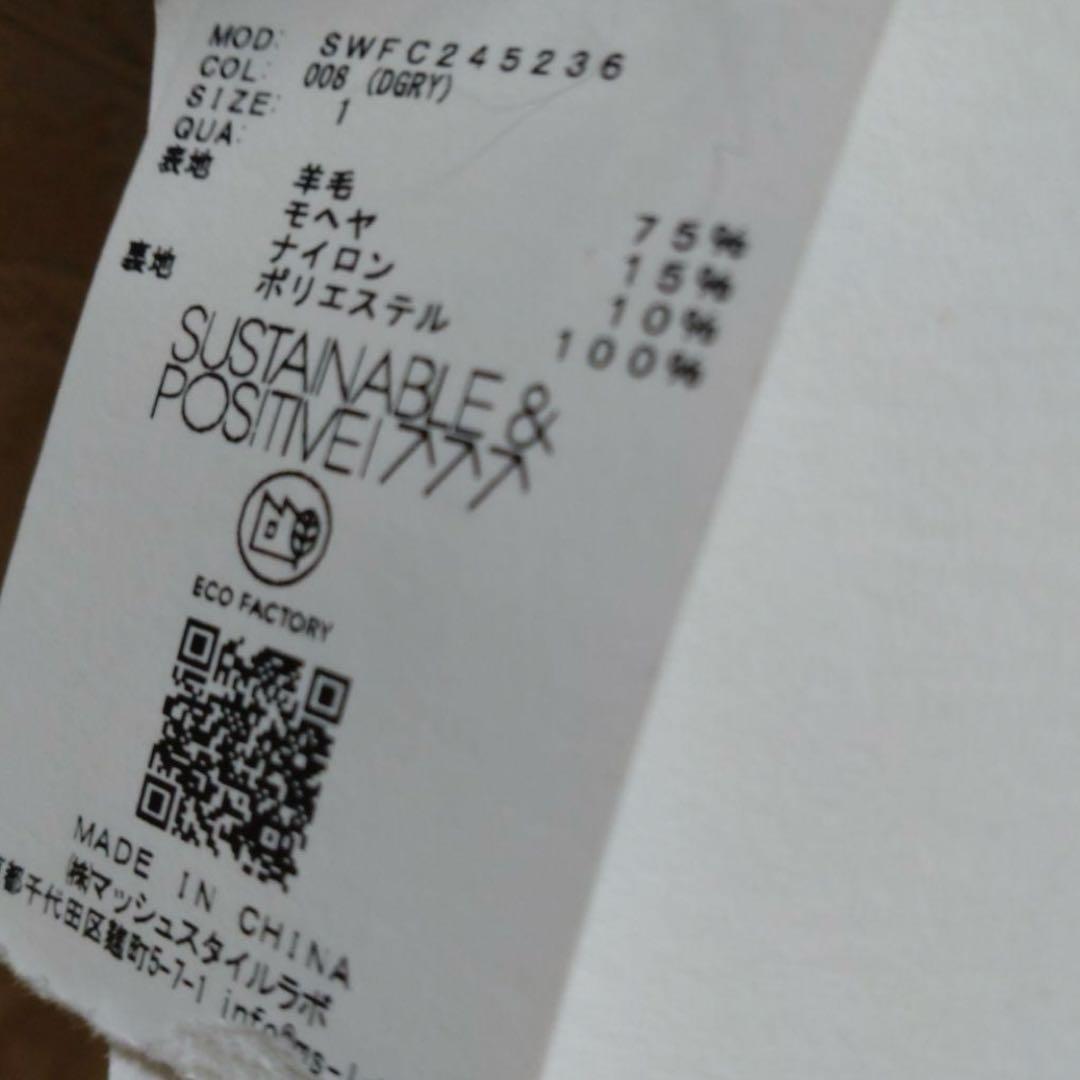 MOD: SWFC245236
COL: 008 (DGRY)
SIZE: 1
QUA:
表地 羊毛 75%
モヘヤ 15%
ナイロン 10%
裏地 ポリエステル 100%
SUSTAINABLE &
POSITIVE!
ECO FACTORY
MADE IN CHINA
㈱マッシュスタイルラボ
都千代田区麹町5-7-1 info@ms-